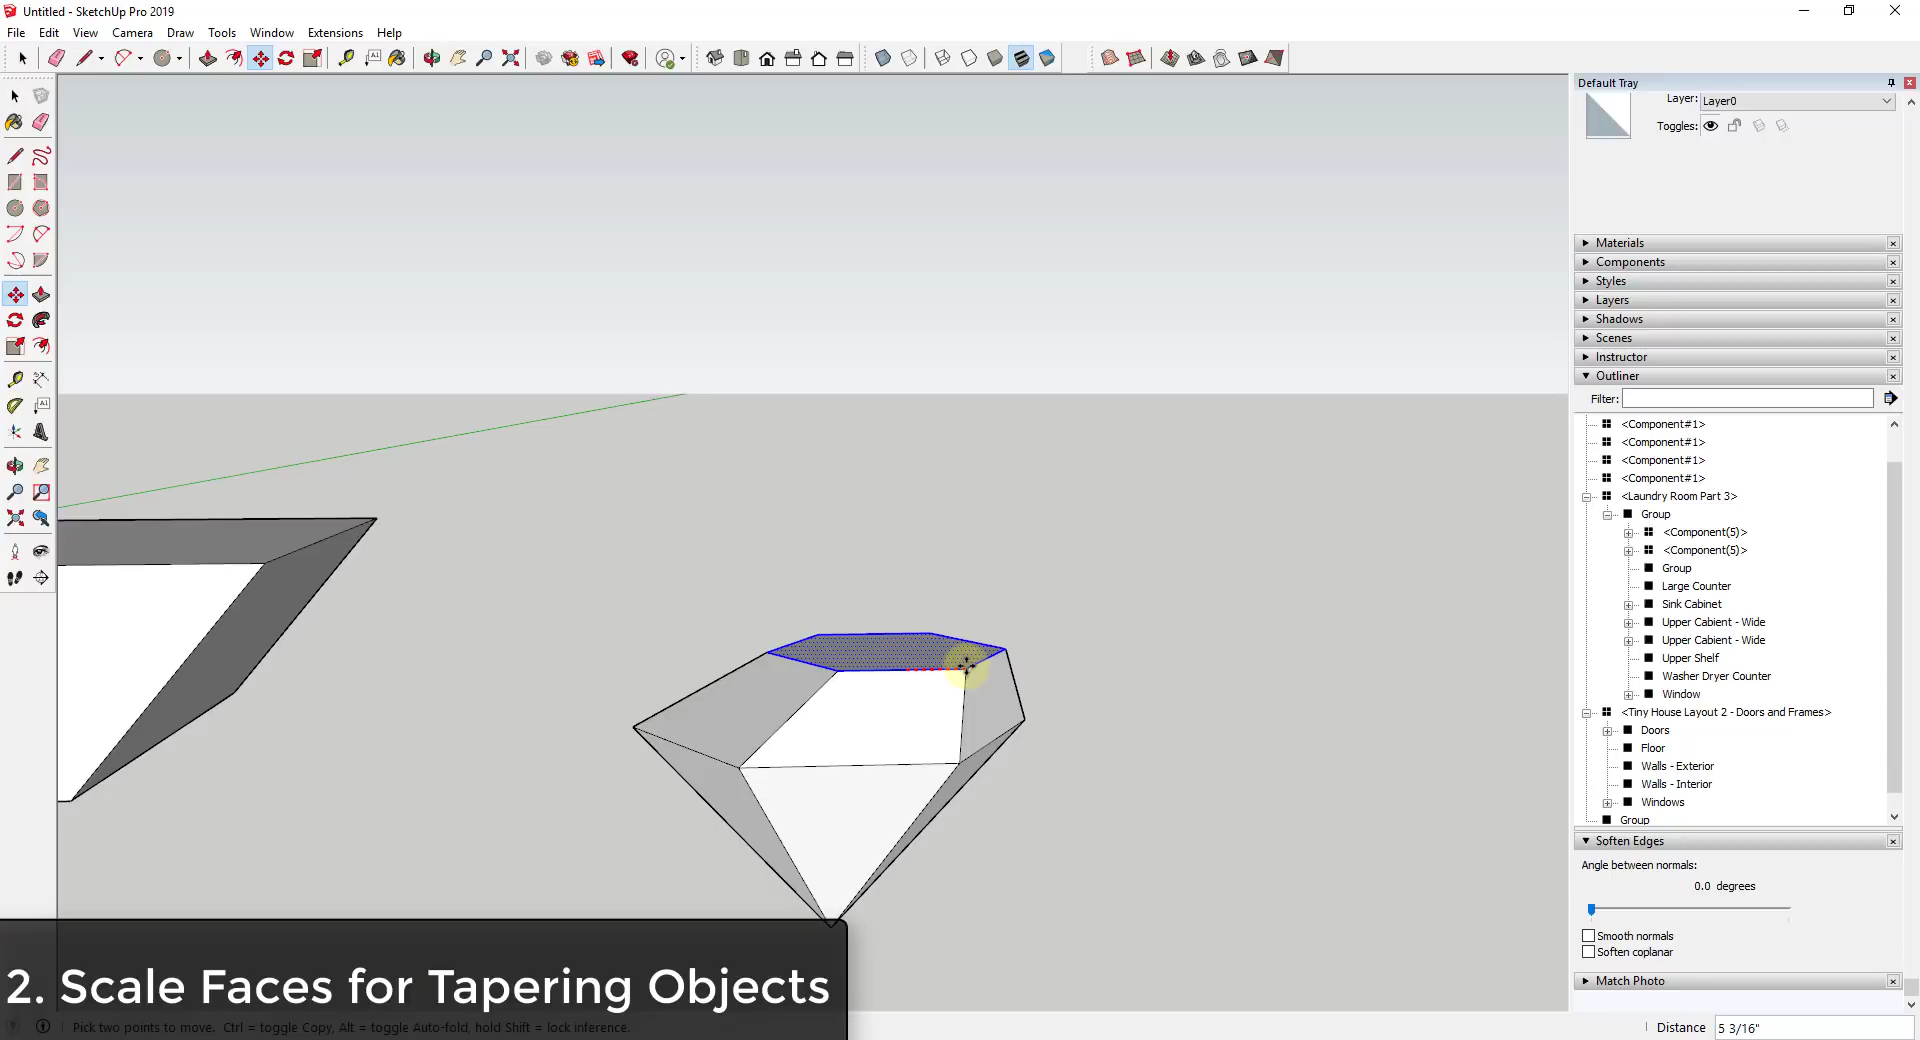 Untitled - SketchUp Pro 2019
File Edit View Camera Draw Tools Window Extensions Help
Default Tray
Layer: Layer0
Toggles:
Materials
Components
Styles
Layers
Shadows
Scenes
Instructor
Outliner
Filter:
<Component#1>
<Component#1>
<Component#1>
<Component#1>
<Laundry Room Part 3>
Group
<Component(5)>
<Component(5)>
Group
Large Counter
Sink Cabinet
Upper Cabient - Wide
Upper Cabient - Wide
Upper Shelf
Washer Dryer Counter
Window
<Tiny House Layout 2 - Doors and Frames>
Doors
Floor
Walls - Exterior
Walls - Interior
Windows
Group
Soften Edges
Angle between normals:
0.0 degrees
Smooth normals
Soften coplanar
Match Photo
2. Scale Faces for Tapering Objects
Pick two points to move. Ctrl = toggle Copy, Alt = toggle Auto-fold, hold Shift = lock inference.
Distance 5 3/16"